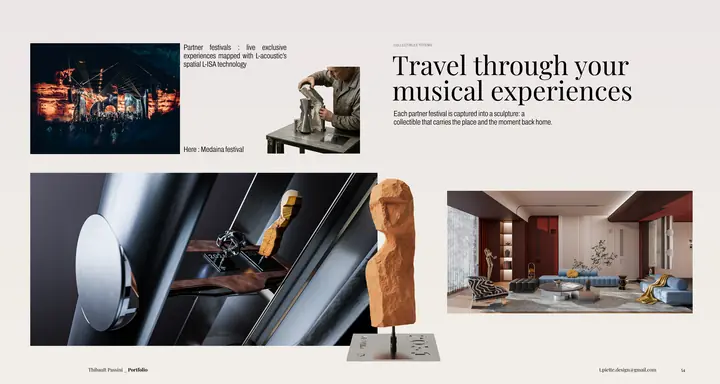 Partner festivals : live exclusive
experiences mapped with L-acoustic's
spatial L-ISA technology
Here : Medaina festival
Travel through your
musical experiences
Each partner festival is captured into a sculpture: a
collectible that carries the place and the moment back home.
Thibault Passini _ Portfolio
t.piette.design@gmail.com